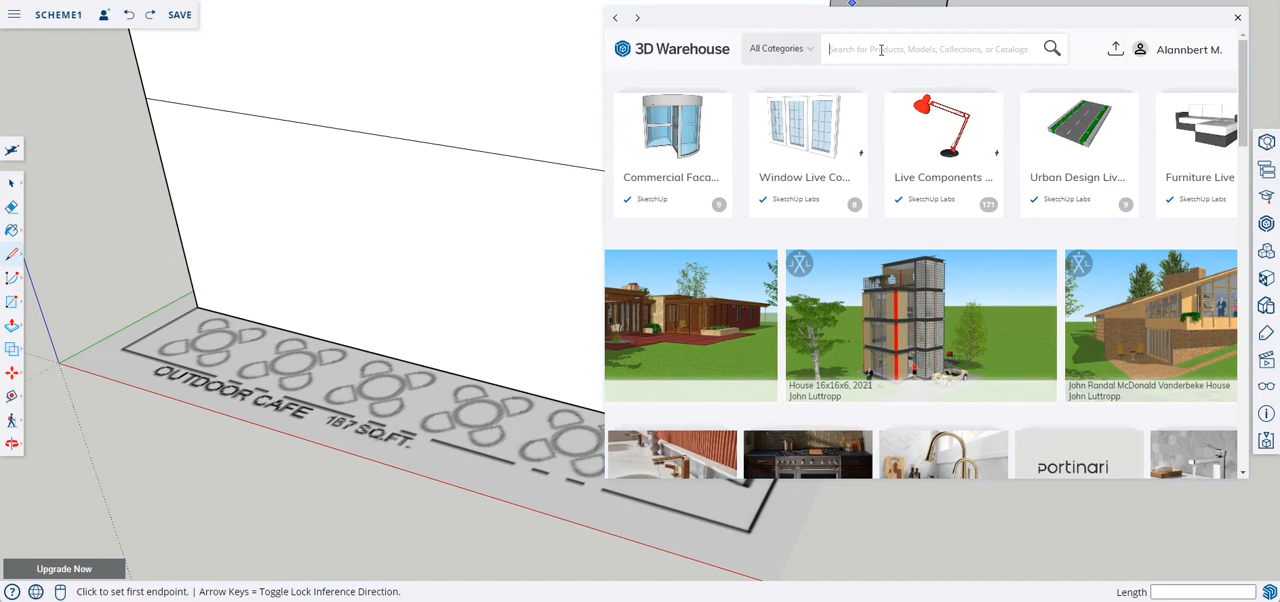 SCHEME1
SAVE
3D Warehouse
All Categories
Search for Products, Models, Collections, or Catalogs
Alannbert M.
Commercial Faca...
SketchUp
9
Window Live Co...
SketchUp Labs
8
Live Components ...
SketchUp Labs
171
Urban Design Liv...
SketchUp Labs
9
Furniture Live
SketchUp Labs
House 16x16x6, 2021
John Luttropp
John Randal McDonald Vanderbeke House
John Luttropp
portinari
OUTDOOR CAFE 187 SQ.FT.
Upgrade Now
Click to set first endpoint. | Arrow Keys = Toggle Lock Inference Direction.
Length